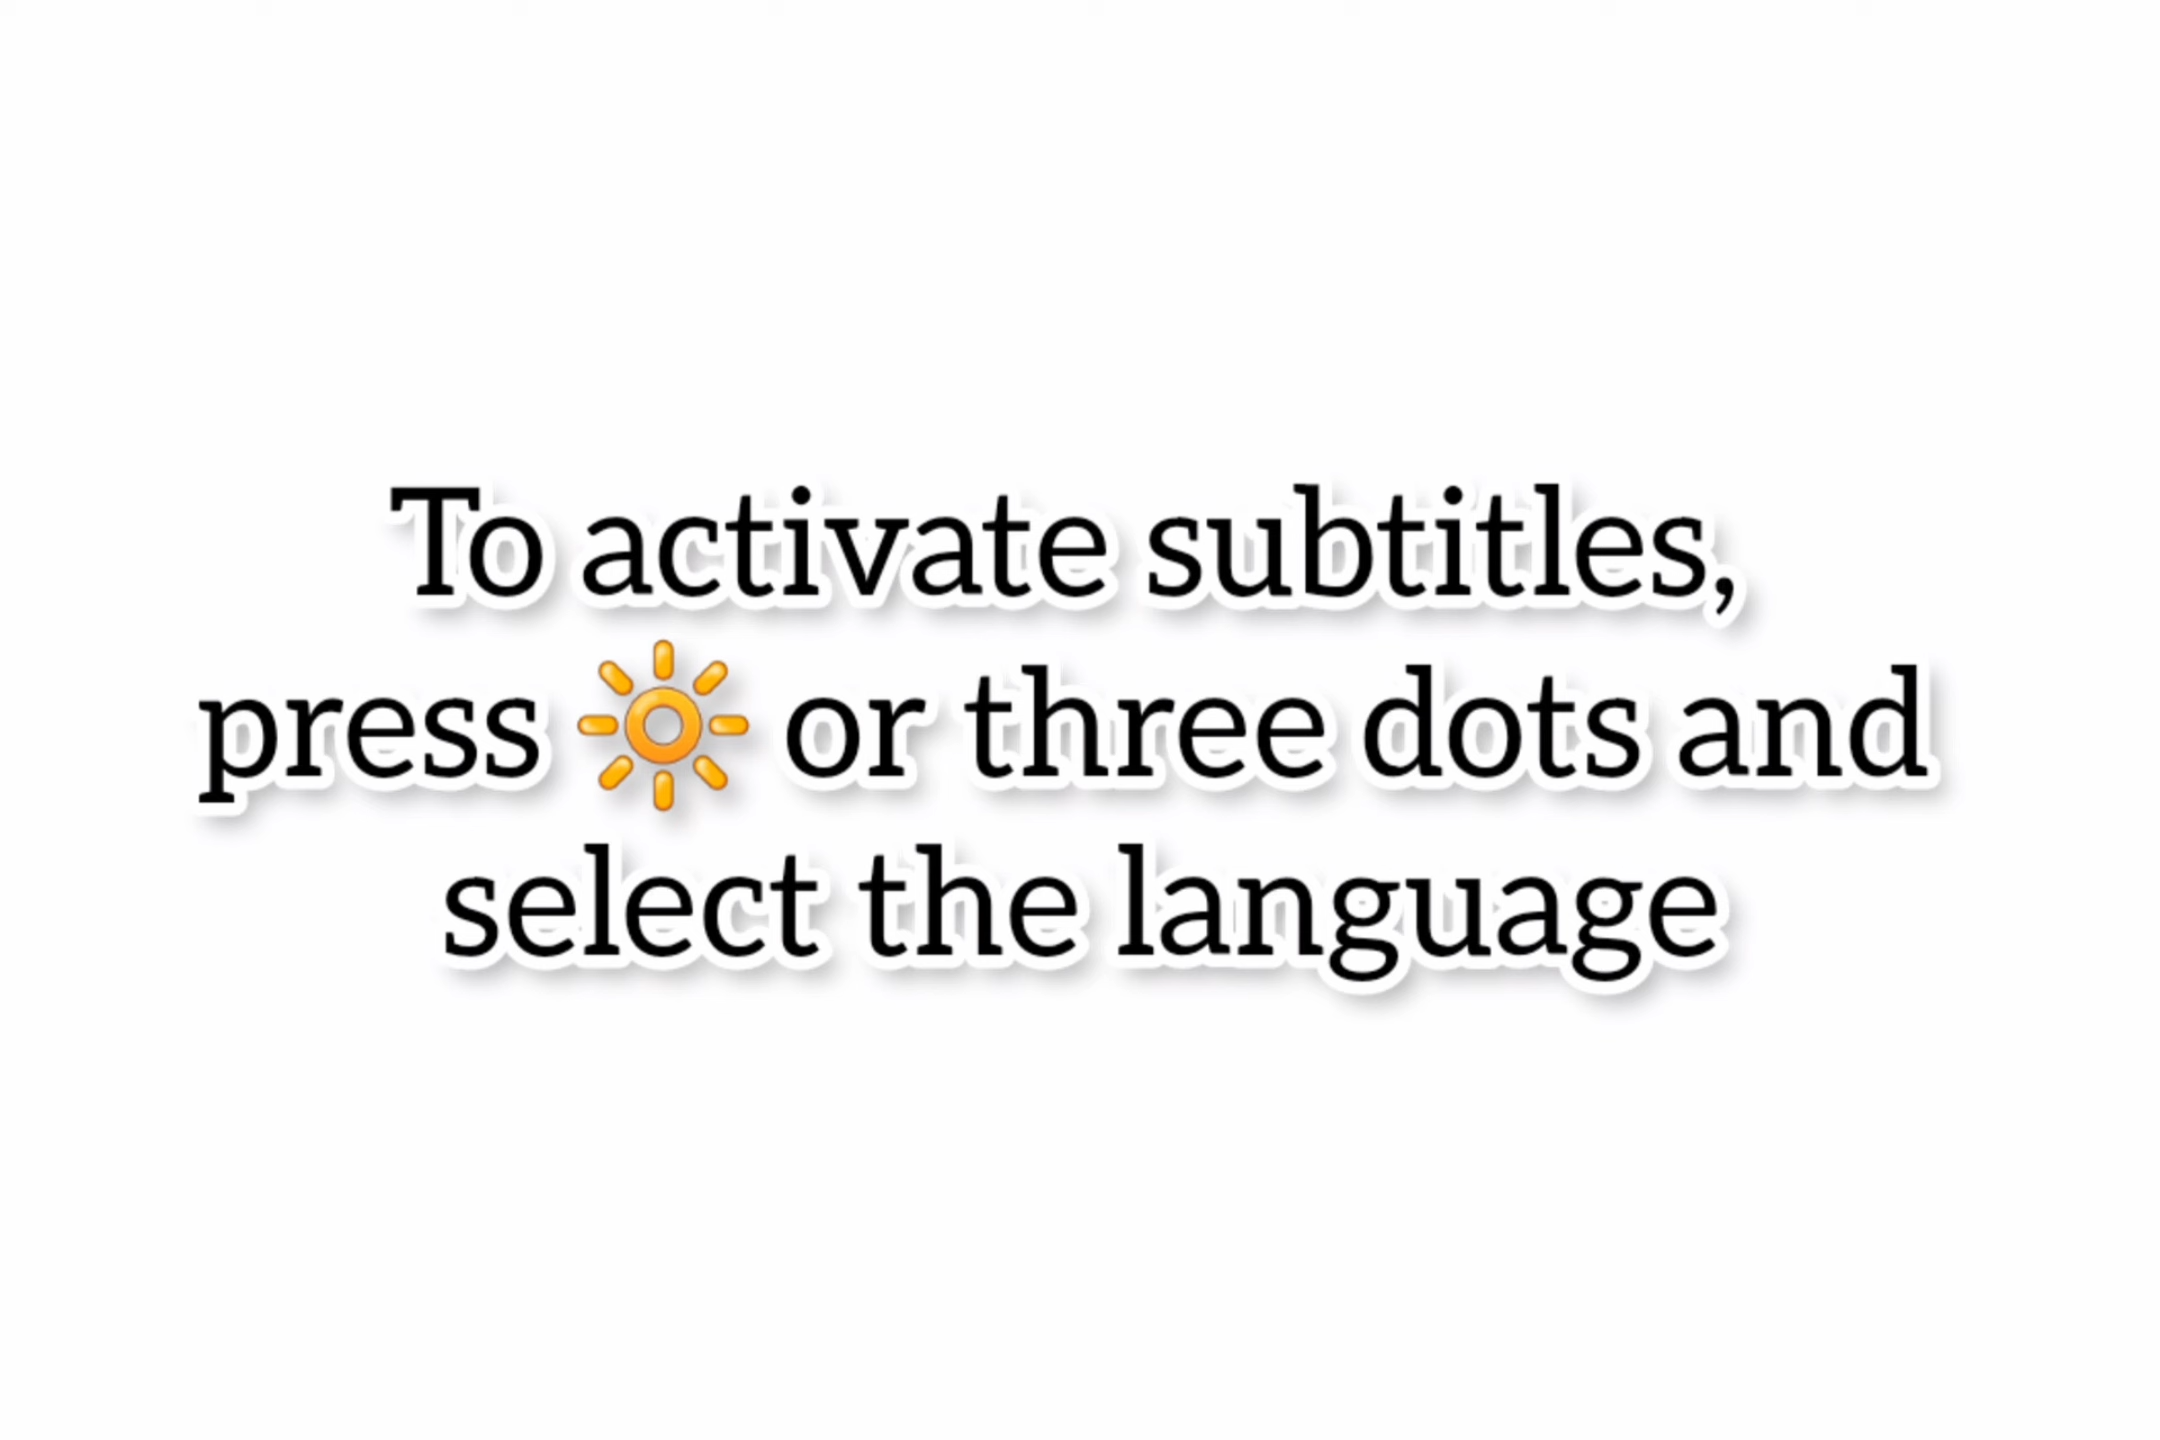 To activate subtitles,
press 🔆 or three dots and
select the language